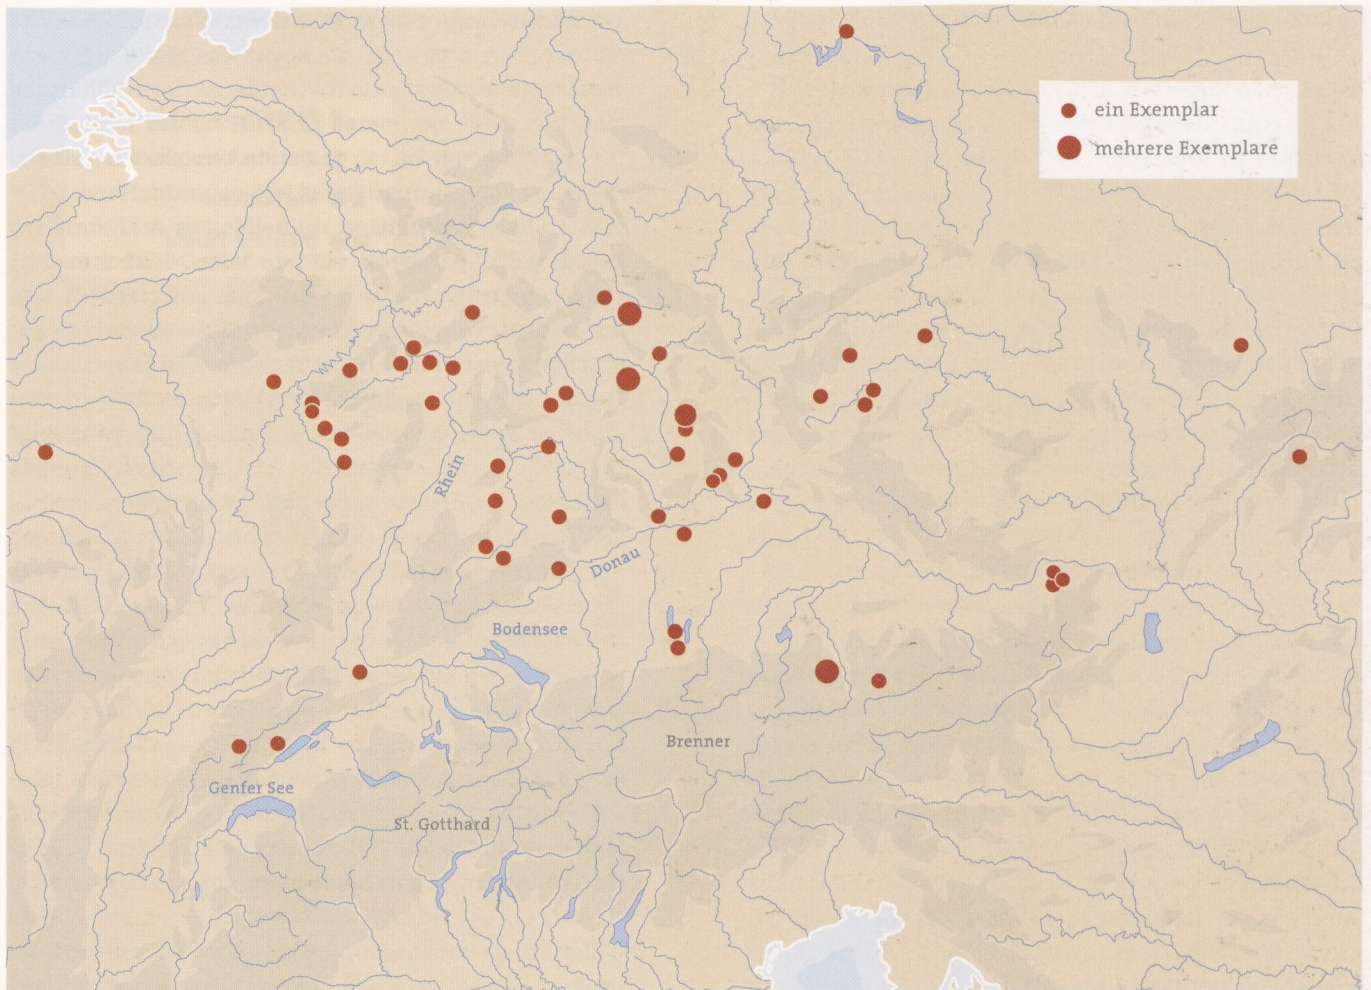 ein Exemplar
mehrere Exemplare
Rhein
Donau
Bodensee
Brenner
Genfer See
St. Gotthard